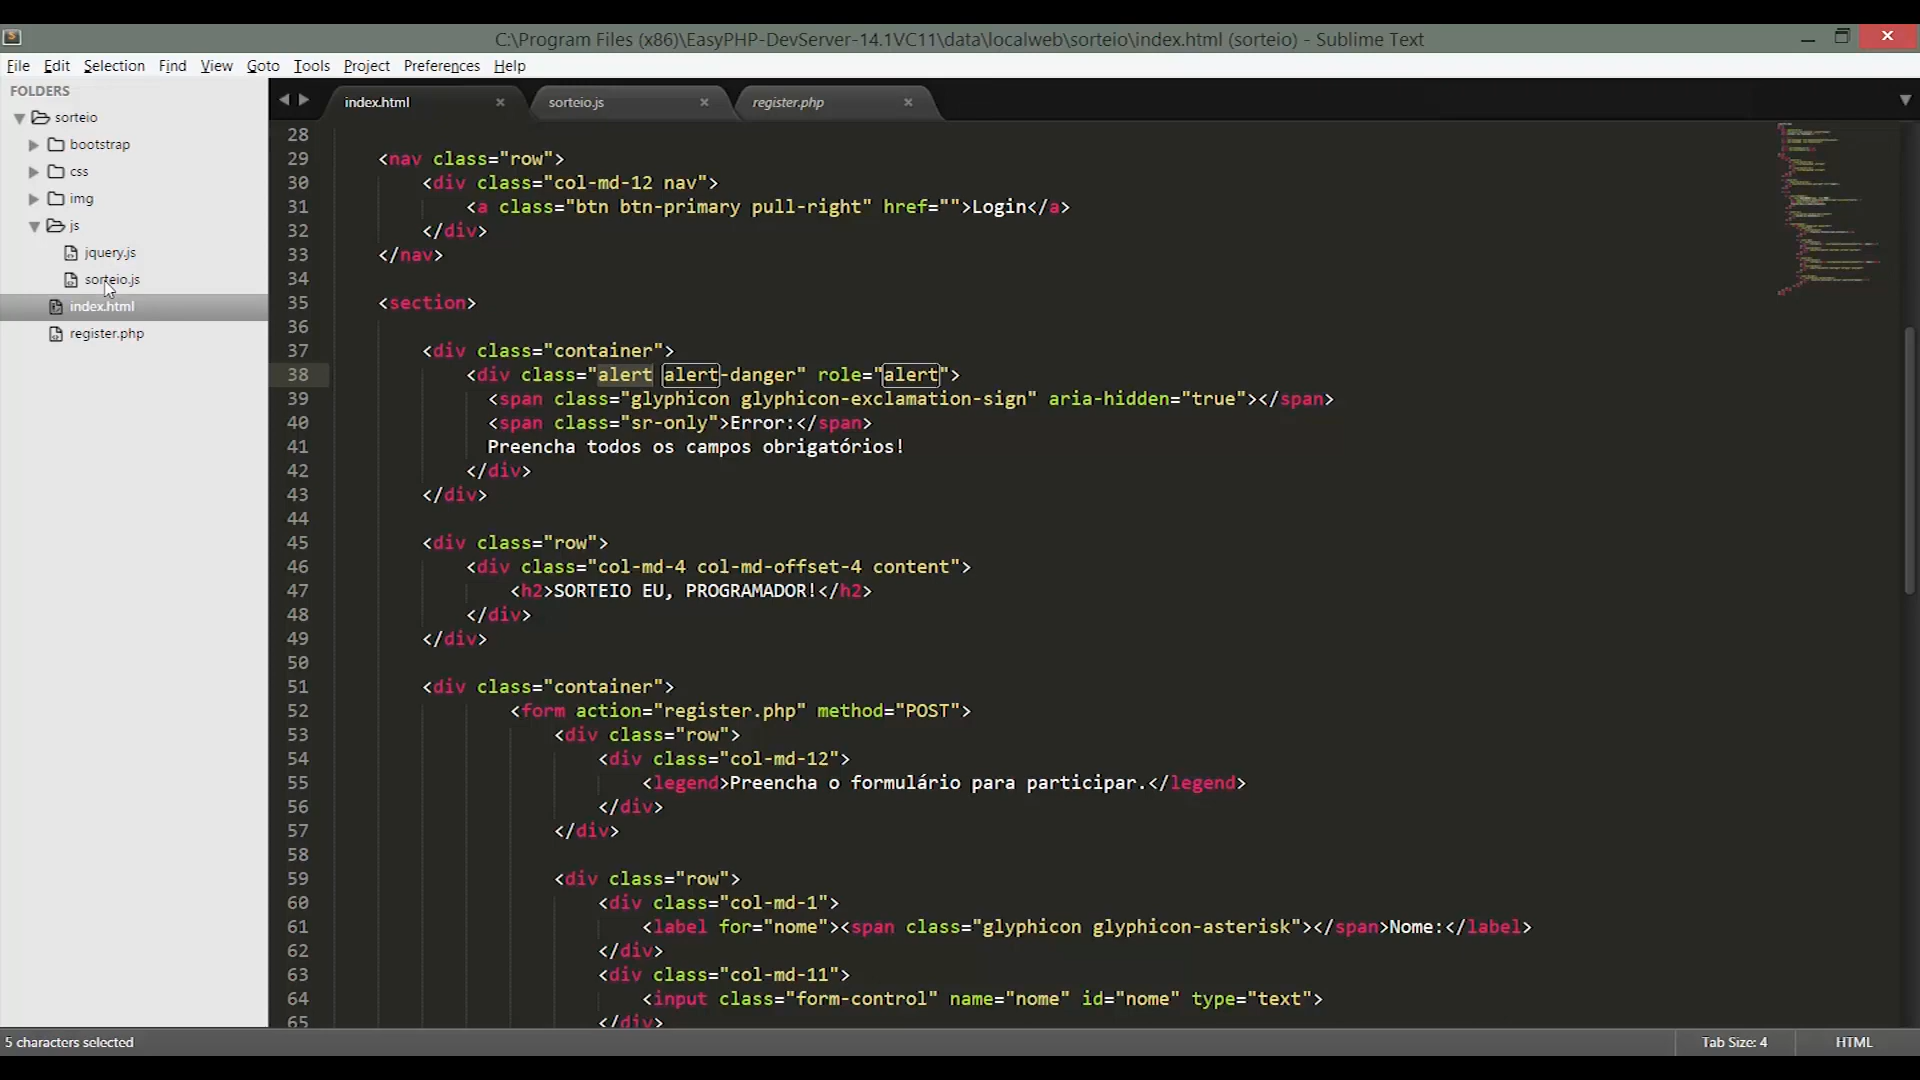 C:\Program Files (x86)\EasyPHP-DevServer-14.1VC11\data\localweb\sorteio\index.html (sorteio) - Sublime Text
File Edit Selection Find View Goto Tools Project Preferences Help
FOLDERS
sorteio
bootstrap
css
img
js
jquery.js
sorteio.js
index.html
register.php
index.html × sorteio.js × register.php ×
28
29 <nav class="row">
30 <div class="col-md-12 nav">
31 <a class="btn btn-primary pull-right" href="">Login</a>
32 </div>
33 </nav>
34
35 <section>
36
37 <div class="container">
38 <div class="alert alert-danger" role="alert">
39 <span class="glyphicon glyphicon-exclamation-sign" aria-hidden="true"></span>
40 <span class="sr-only">Error:</span>
41 Preencha todos os campos obrigatórios!
42 </div>
43 </div>
44
45 <div class="row">
46 <div class="col-md-4 col-md-offset-4 content">
47 <h2>SORTEIO EU, PROGRAMADOR!</h2>
48 </div>
49 </div>
50
51 <div class="container">
52 <form action="register.php" method="POST">
53 <div class="row">
54 <div class="col-md-12">
55 <legend>Preencha o formulário para participar.</legend>
56 </div>
57 </div>
58
59 <div class="row">
60 <div class="col-md-1">
61 <label for="nome"><span class="glyphicon glyphicon-asterisk"></span>Nome:</label>
62 </div>
63 <div class="col-md-11">
64 <input class="form-control" name="nome" id="nome" type="text">
65 </div>
5 characters selected
Tab Size: 4
HTML